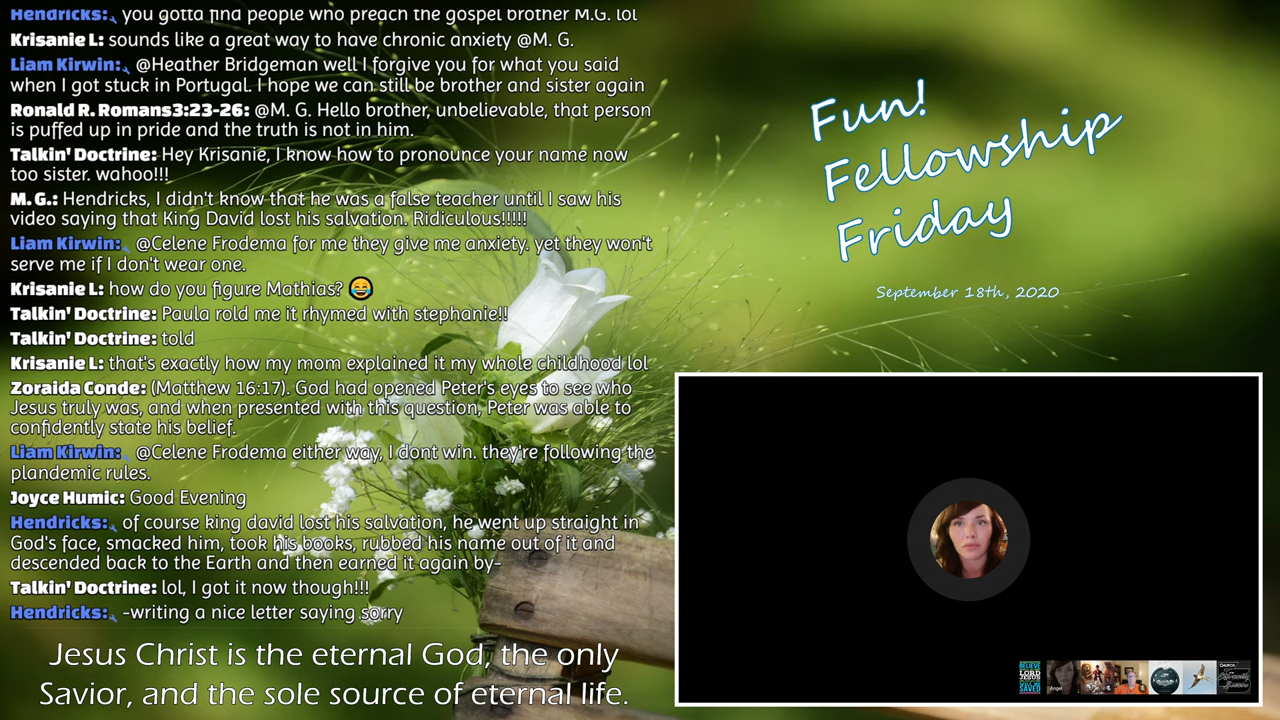 Hendricks: you gotta find people who preach the gospel brother M.G. lol
Krisanie L: sounds like a great way to have chronic anxiety @M. G.
Liam Kirwin: @Heather Bridgeman well I forgive you for what you said
when I got stuck in Portugal. I hope we can still be brother and sister again
Ronald R. Romans3:23-26: @M. G. Hello brother, unbelievable, that person
is puffed up in pride and the truth is not in him.
Talkin' Doctrine: Hey Krisanie, I know how to pronounce your name now
too sister. wahoo!!!
M. G.: Hendricks, I didn't know that he was a false teacher until I saw his
video saying that King David lost his salvation. Ridiculous!!!!!
Liam Kirwin: @Celene Frodema for me they give me anxiety. yet they won't
serve me if I don't wear one.
Krisanie L: how do you figure Mathias? 😂
Talkin' Doctrine: Paula rold me it rhymed with stephanie!!
Talkin' Doctrine: told
Krisanie L: that's exactly how my mom explained it my whole childhood lol
Zoraida Conde: (Matthew 16:17). God had opened Peter's eyes to see who
Jesus truly was, and when presented with this question, Peter was able to
confidently state his belief.
Liam Kirwin: @Celene Frodema either way, I dont win. they're following the
plandemic rules.
Joyce Humic: Good Evening
Hendricks: of course king david lost his salvation, he went up straight in
God's face, smacked him, took his books, rubbed his name out of it and
descended back to the Earth and then earned it again by-
Talkin' Doctrine: lol, I got it now though!!!
Hendricks: -writing a nice letter saying sorry
Jesus Christ is the eternal God, the only
Savior, and the sole source of eternal life.
Fun!
Fellowship
Friday
September 18th, 2020
BELIEVE
LORD
JESUS
SAVED
Angel
CHURCH